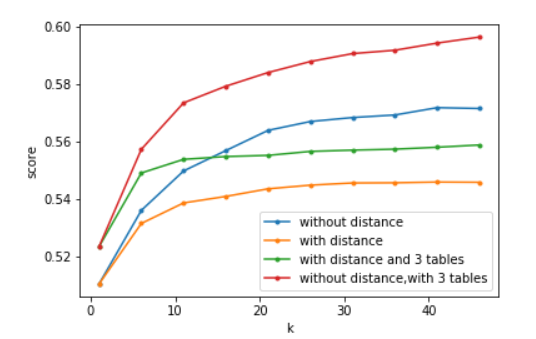 0.60
0.58
0.56
0.54
0.52
score
0 10 20 30 40
k
without distance
with distance
with distance and 3 tables
without distance,with 3 tables